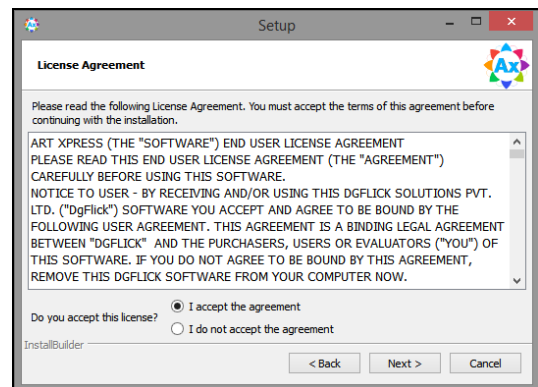 Ax
Setup
License Agreement
Ax
Please read the following License Agreement. You must accept the terms of this agreement before
continuing with the installation.
ART XPRESS (THE "SOFTWARE") END USER LICENSE AGREEMENT
PLEASE READ THIS END USER LICENSE AGREEMENT (THE "AGREEMENT")
CAREFULLY BEFORE USING THIS SOFTWARE.
NOTICE TO USER - BY RECEIVING AND/OR USING THIS DGFLICK SOLUTIONS PVT.
LTD. ("DgFlick") SOFTWARE YOU ACCEPT AND AGREE TO BE BOUND BY THE
FOLLOWING USER AGREEMENT. THIS AGREEMENT IS A BINDING LEGAL AGREEMENT
BETWEEN "DGFLICK"  AND THE PURCHASERS, USERS OR EVALUATORS ("YOU") OF
THIS SOFTWARE. IF YOU DO NOT AGREE TO BE BOUND BY THIS AGREEMENT,
REMOVE THIS DGFLICK SOFTWARE FROM YOUR COMPUTER NOW.
Do you accept this license?
I accept the agreement
I do not accept the agreement
InstallBuilder
< Back
Next >
Cancel